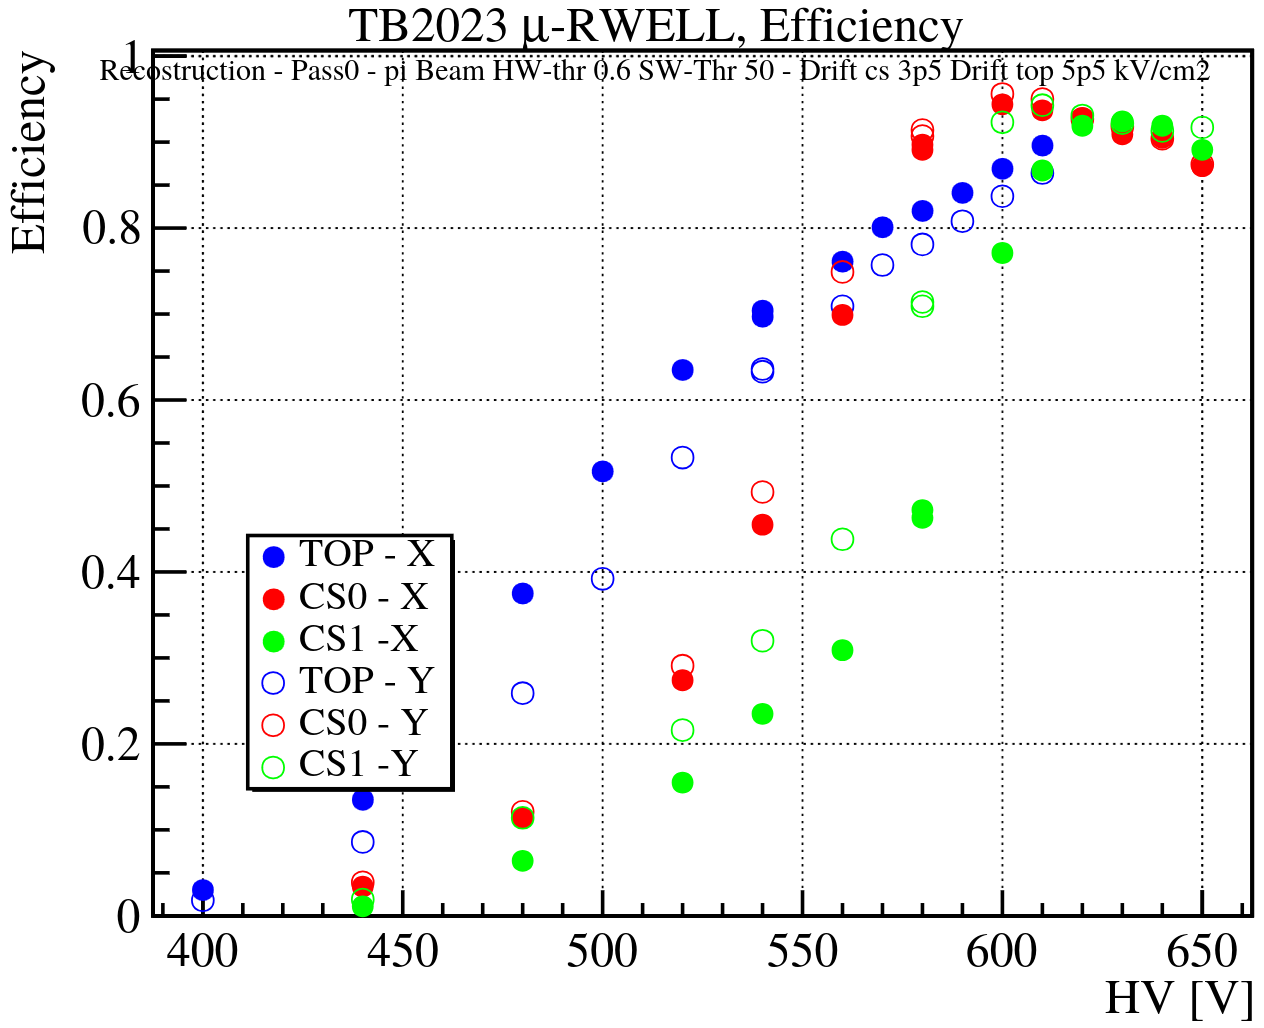 TB2023 µ-RWELL, Efficiency
Recostruction - Pass0 - pi Beam HW-thr 0.6 SW-Thr 50 - Drift cs 3p5 Drift top 5p5 kV/cm2
Efficiency
1
0.8
0.6
0.4
0.2
0
TOP - X
CS0 - X
CS1 -X
TOP - Y
CS0 - Y
CS1 -Y
400 450 500 550 600 650
HV [V]